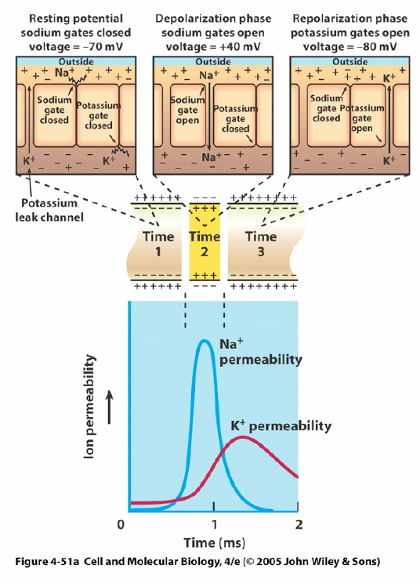 Resting potential
sodium gates closed
voltage = –70 mV
Depolarization phase
sodium gates open
voltage = +40 mV
Repolarization phase
potassium gates open
voltage = –80 mV
Outside
Outside
Outside
+ + Na+ + + +
+ + Na+ + +
+ + + + + K+
Sodium
gate
closed
Potassium
gate
closed
Sodium
gate
open
Potassium
gate
closed
Sodium
gate
closed
Potassium
gate
open
K+
K+
Na+
K+
Potassium
leak channel
+ + + + + + +
– – – – – – –
– – –
+ + +
+ + + + + + +
– – – – – – –
Time
1
Time
2
Time
3
– – – – – – –
+ + + + + + +
+ + +
– – –
– – – – – – –
+ + + + + + +
Ion permeability
Na+
permeability
K+ permeability
0
1
2
Time (ms)
Figure 4-51a Cell and Molecular Biology, 4/e (© 2005 John Wiley & Sons)